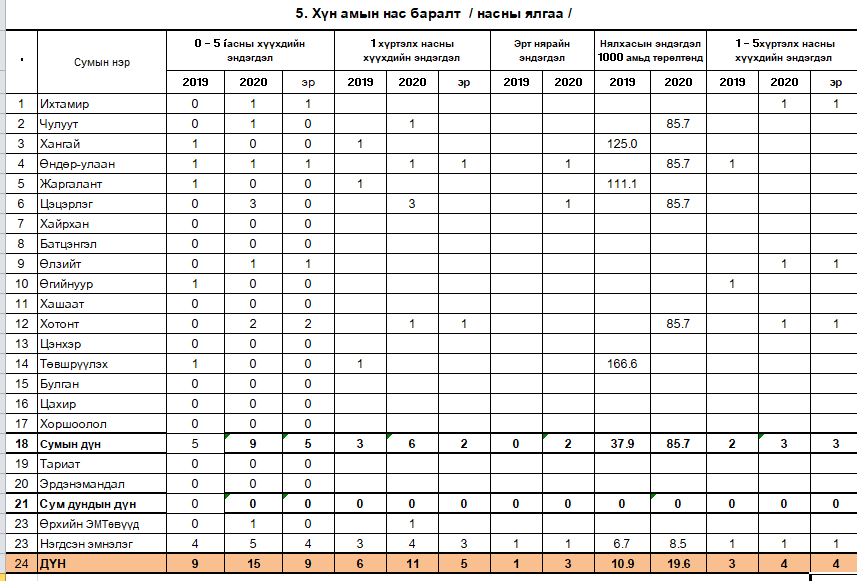 5. Хүн амын нас баралт / насны ялгаа /
Сумын нэр 0 – 5 íасны хүүхдийн эндэгдэл 1 хүртэлх насны хүүхдийн эндэгдэл Эрт нярайн эндэгдэл Нялхасын эндэгдэл 1000 амьд төрөлтөнд 1 – 5хүртэлх насны хүүхдийн эндэгдэл
2019 2020 эр 2019 2020 эр 2019 2020 2019 2020 2019 2020 эр
1 Ихтамир 0 1 1 1 1
2 Чулуут 0 1 0 1 85.7
3 Хангай 1 0 0 1 125.0
4 Өндөр-улаан 1 1 1 1 1 1 85.7 1
5 Жаргалант 1 0 0 1 111.1
6 Цэцэрлэг 0 3 0 3 1 85.7
7 Хайрхан 0 0 0
8 Батцэнгэл 0 0 0
9 Өлзийт 0 1 1 1 1
10 Өгийнуур 1 0 0 1
11 Хашаат 0 0 0
12 Хотонт 0 2 2 1 1 85.7 1 1
13 Цэнхэр 0 0 0
14 Төвшрүүлэх 1 0 0 1 166.6
15 Булган 0 0 0
16 Цахир 0 0 0
17 Хоршоолол 0 0 0
18 Сумын дүн 5 9 5 3 6 2 0 2 37.9 85.7 2 3 3
19 Тариат 0 0 0
20 Эрдэнэмандал 0 0 0
21 Сум дундын дүн 0 0 0 0 0 0 0 0 0 0 0 0 0
23 Өрхийн ЭМТөвүүд 0 1 0 1
23 Нэгдсэн эмнэлэг 4 5 4 3 4 3 1 1 6.7 8.5 1 1 1
24 ДҮН 9 15 9 6 11 5 1 3 10.9 19.6 3 4 4